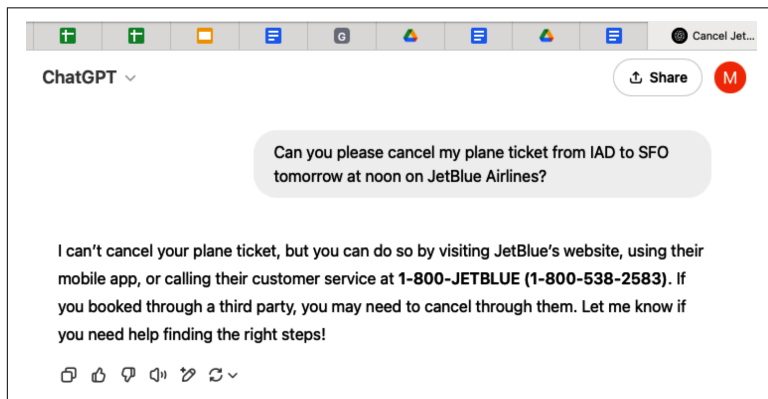 G
Cancel Jet...
ChatGPT
Share
M
Can you please cancel my plane ticket from IAD to SFO
tomorrow at noon on JetBlue Airlines?
I can't cancel your plane ticket, but you can do so by visiting JetBlue's website, using their
mobile app, or calling their customer service at 1-800-JETBLUE (1-800-538-2583). If
you booked through a third party, you may need to cancel through them. Let me know if
you need help finding the right steps!